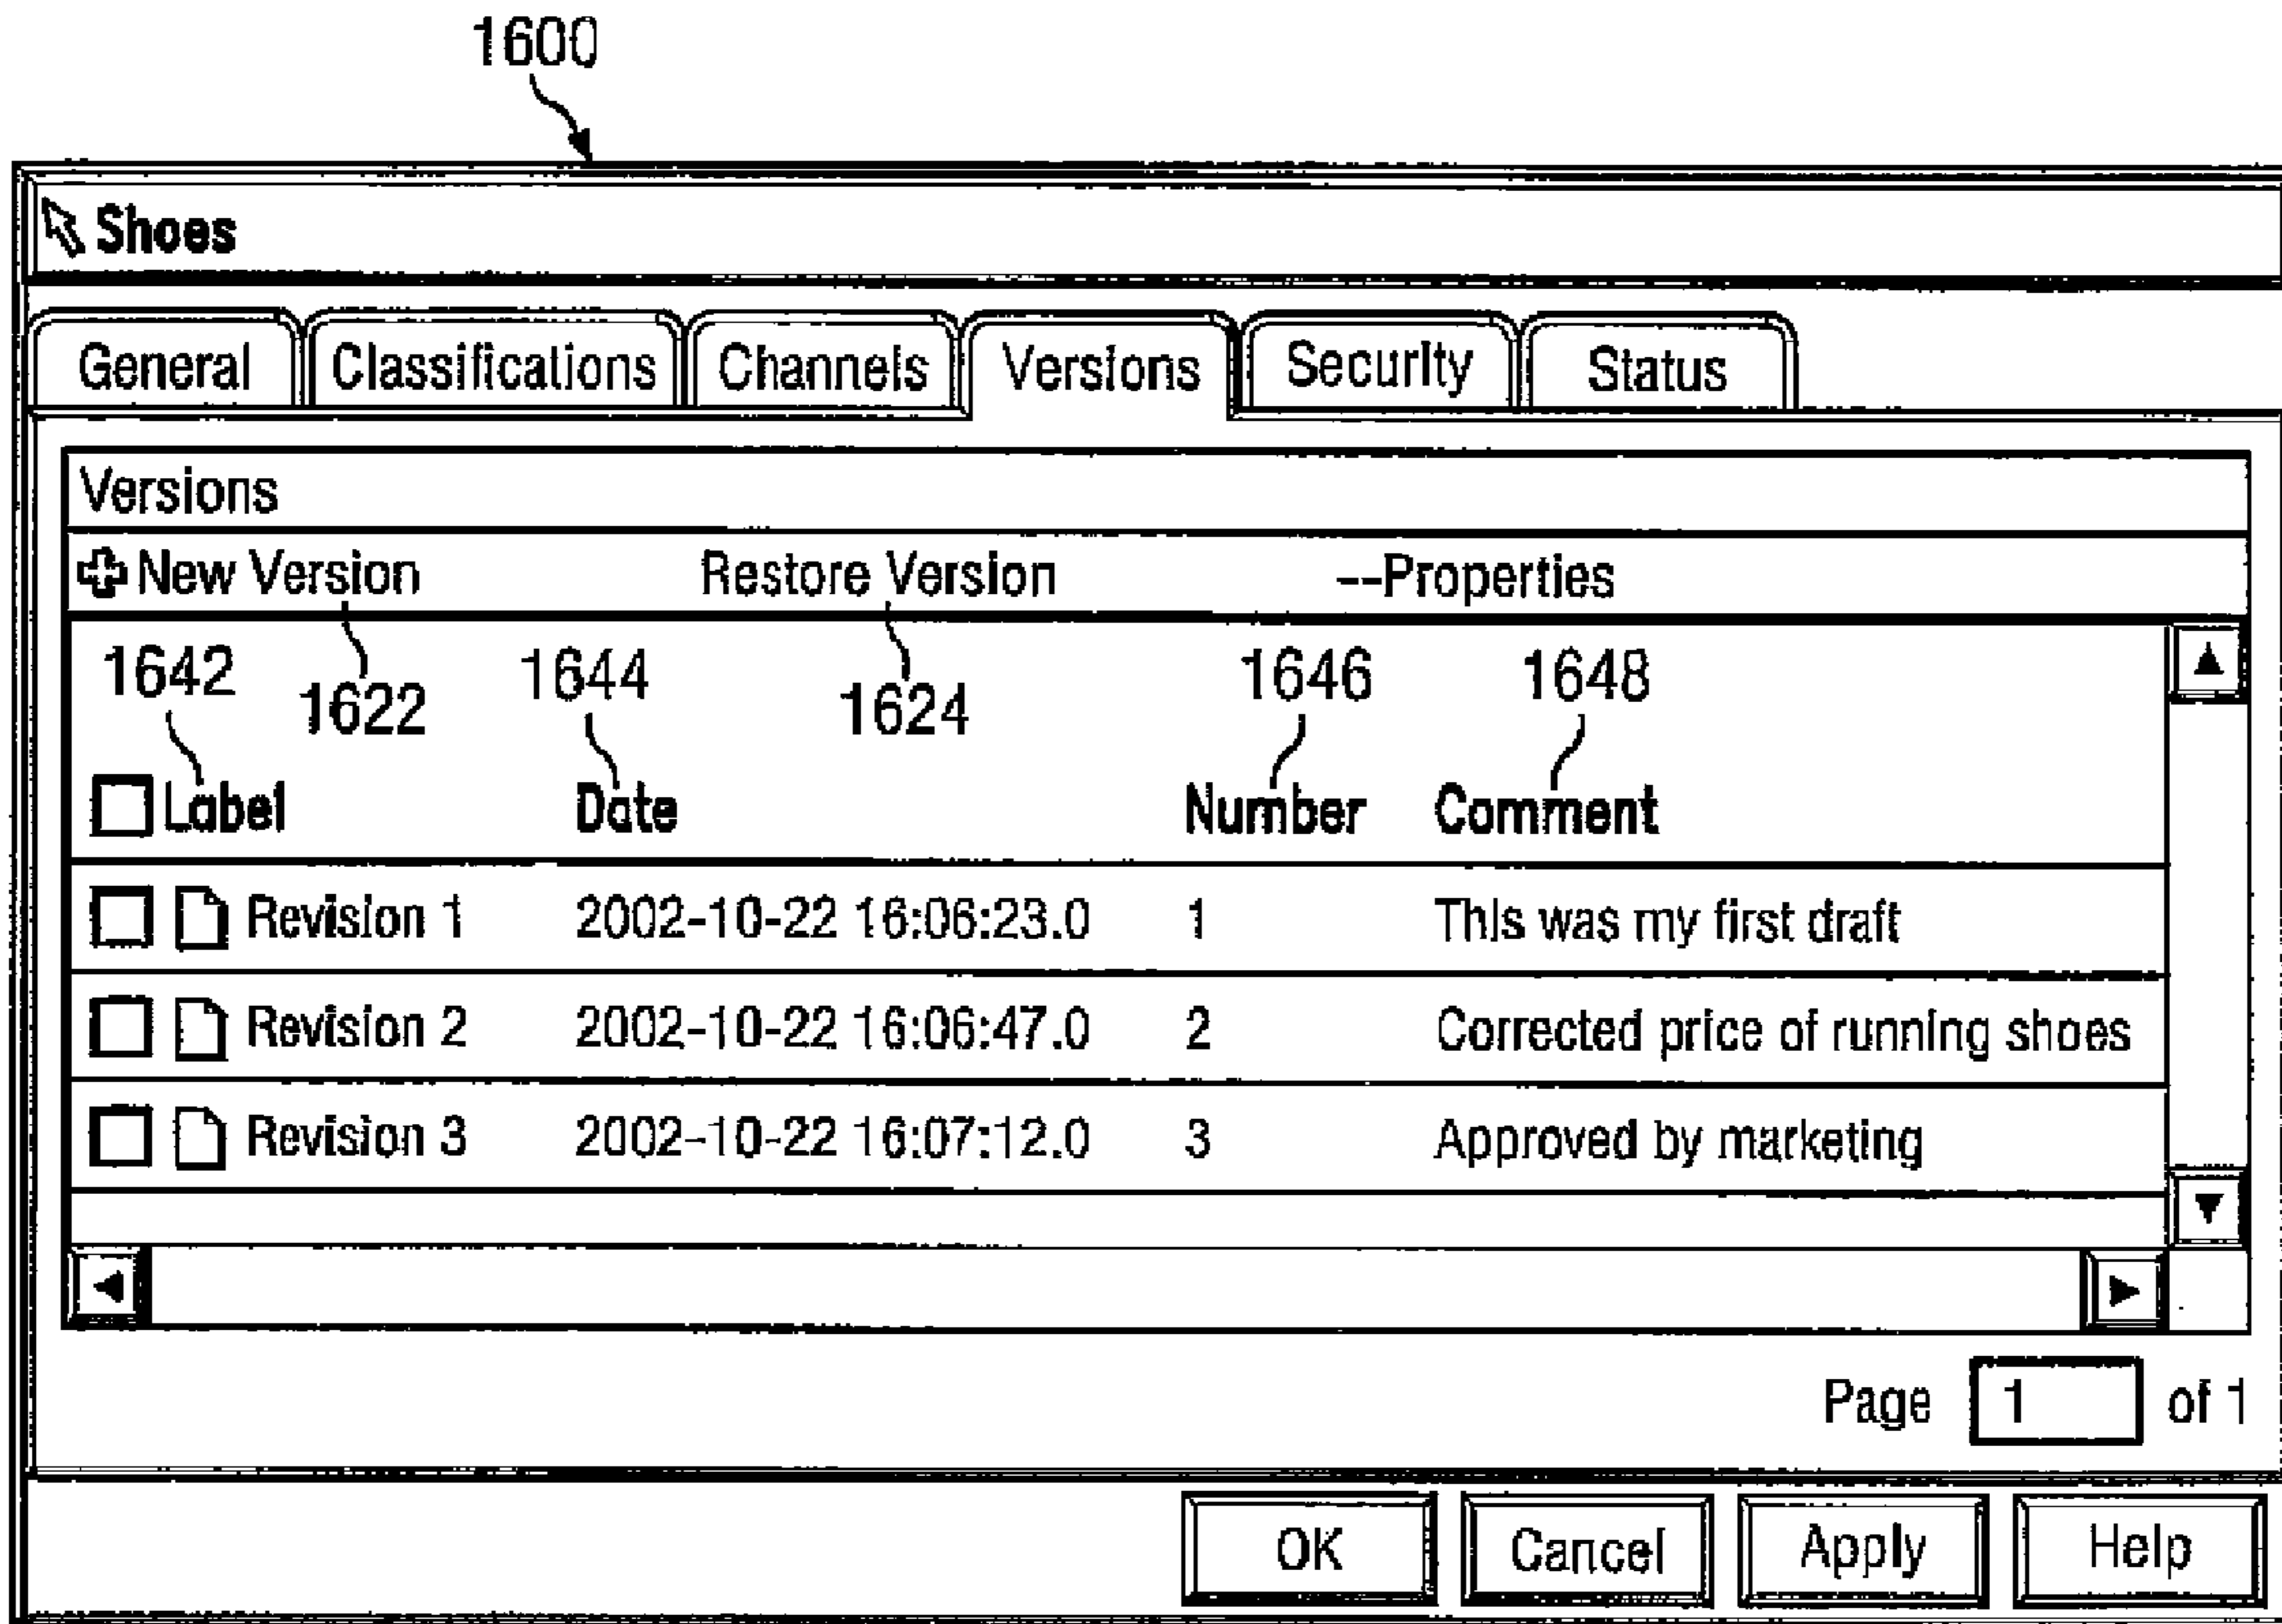 1600
Shoes
General Classifications Channels Versions Security Status
Versions
New Version Restore Version --Properties
1642 1622 1644 1624 1646 1648
Label Date Number Comment
Revision 1 2002-10-22 16:06:23.0 1 This was my first draft
Revision 2 2002-10-22 16:06:47.0 2 Corrected price of running shoes
Revision 3 2002-10-22 16:07:12.0 3 Approved by marketing
Page 1 of 1
OK Cancel Apply Help